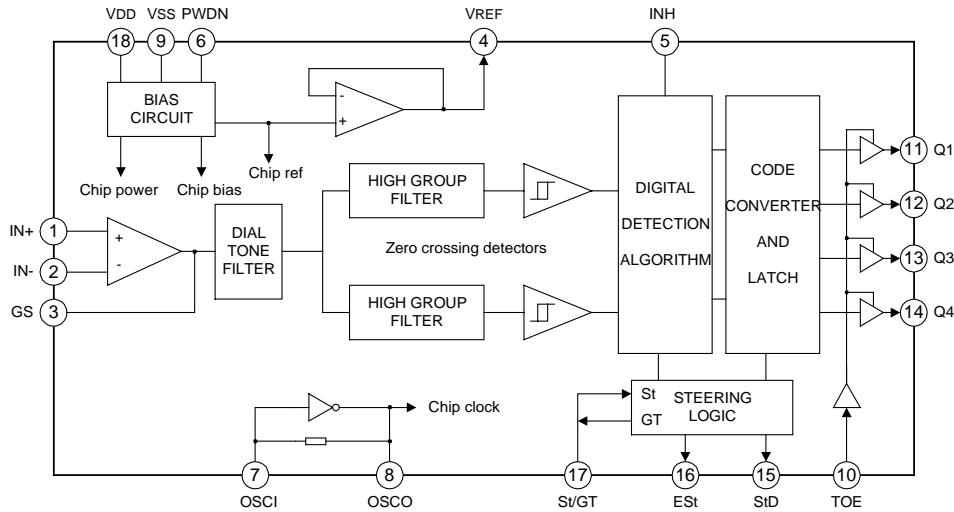 VDD VSS PWDN VREF INH
18 9 6 4 5
BIAS
CIRCUIT
-
+
Chip power
Chip bias
Chip ref
HIGH GROUP
FILTER
DIGITAL
DETECTION
ALGORITHM
CODE
CONVERTER
AND
LATCH
11 Q1
12 Q2
13 Q3
14 Q4
IN+ 1
IN- 2
GS 3
+
-
DIAL
TONE
FILTER
Zero crossing detectors
HIGH GROUP
FILTER
St
GT
STEERING
LOGIC
Chip clock
7 8 17 16 15 10
OSCI OSCO St/GT ESt StD TOE